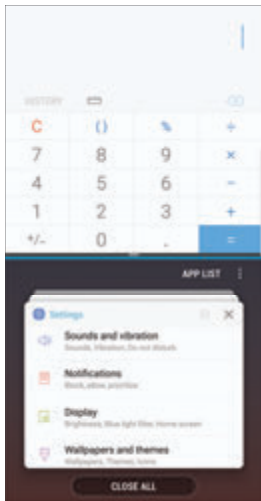 HISTORY
C () % ÷
7 8 9 ×
4 5 6 −
1 2 3 +
+/- 0 . =
APP LIST
Settings
Sounds and vibration
Sounds, Vibration, Do not disturb
Notifications
Block, allow, prioritize
Display
Brightness, Blue light filter, Home screen
Wallpapers and themes
Wallpapers, Themes, Icons
CLOSE ALL